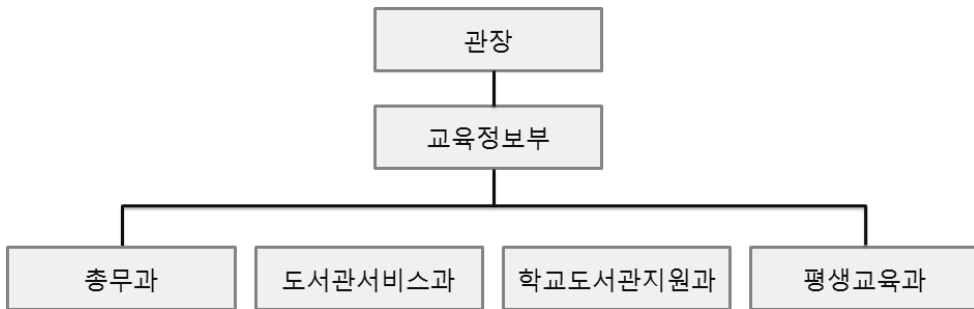 관장
교육정보부
총무과
도서관서비스과
학교도서관지원과
평생교육과